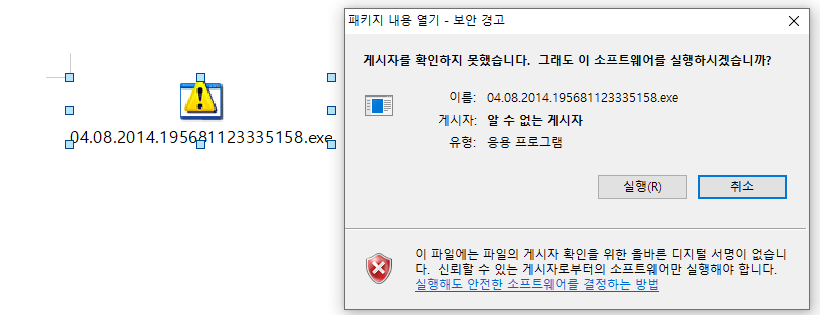 04.08.2014.195681123335158.exe
패키지 내용 열기 - 보안 경고
게시자를 확인하지 못했습니다. 그래도 이 소프트웨어를 실행하시겠습니까?
이름: 04.08.2014.195681123335158.exe
게시자: 알 수 없는 게시자
유형: 응용 프로그램
실행(R) 취소
이 파일에는 파일의 게시자 확인을 위한 올바른 디지털 서명이 없습니
다. 신뢰할 수 있는 게시자로부터의 소프트웨어만 실행해야 합니다.
실행해도 안전한 소프트웨어를 결정하는 방법